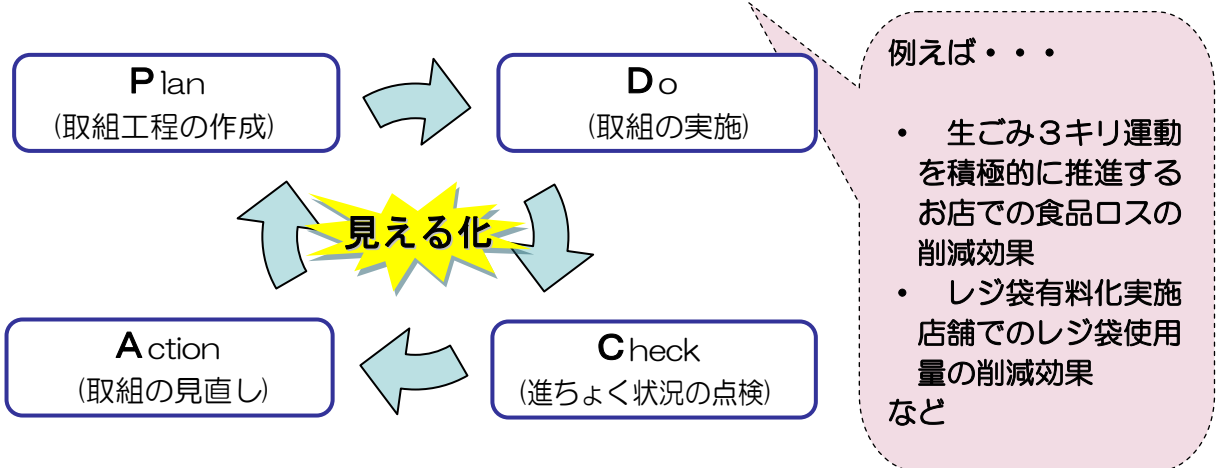 Plan
(取組工程の作成)
Do
(取組の実施)
見える化
Action
(取組の見直し)
Check
(進ちょく状況の点検)
例えば・・・
・ 生ごみ3キリ運動
を積極的に推進する
お店での食品ロスの
削減効果
・ レジ袋有料化実施
店舗でのレジ袋使用
量の削減効果
など